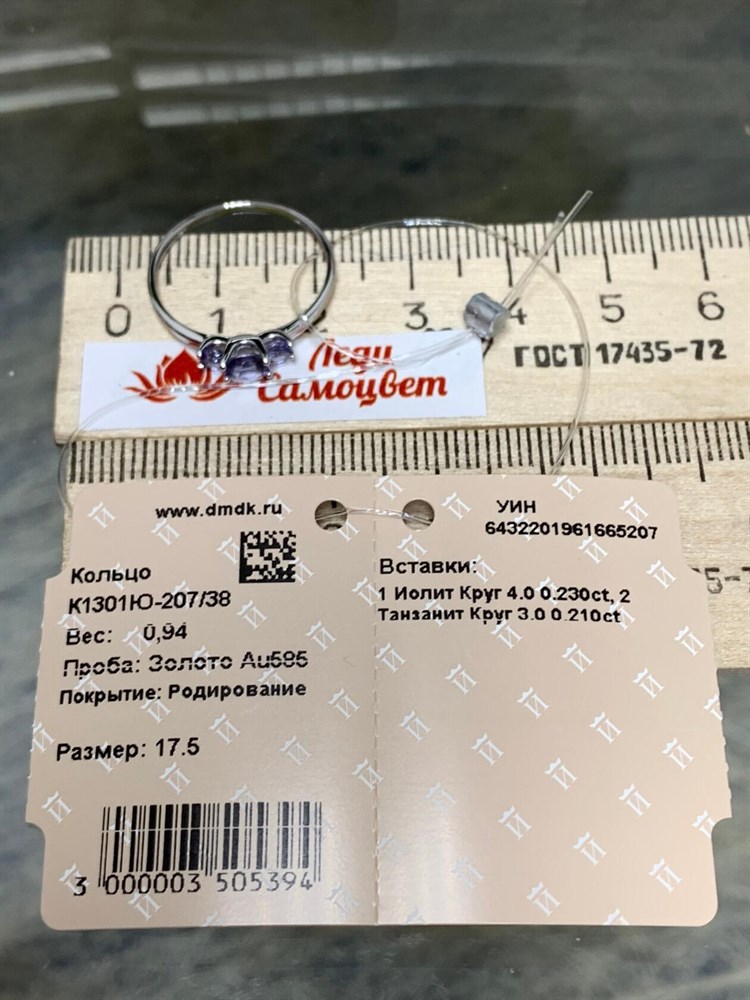 0 1 3 4 5 6
ГОСТ 17435-72
Леди
Самоцвет
www.dmdk.ru
Кольцо
К1301Ю-207/38
Вес: 0,94
Проба: Золото Au585
Покрытие: Родирование
Размер: 17.5
3 000003 505394
УИН
6432201961665207
Вставки:
1 Иолит Круг 4.0 0.230ct, 2
Танзанит Круг 3.0 0.210ct